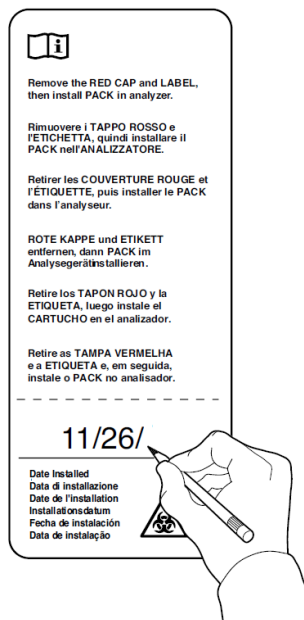 i
Remove the RED CAP and LABEL,
then install PACK in analyzer.
Rimuovere i TAPPO ROSSO e
l'ETICHETTA, quindi installare il
PACK nell'ANALIZZATORE.
Retirer les COUVERTURE ROUGE et
l'ÉTIQUETTE, puis installer le PACK
dans l'analyseur.
ROTE KAPPE und ETIKETT
entfernen, dann PACK im
Analysegerätinstallieren.
Retire los TAPON ROJO y la
ETIQUETA, luego instale el
CARTUCHO en el analizador.
Retire as TAMPA VERMELHA
e a ETIQUETA e, em seguida,
instale o PACK no analisador.
11/26/
Date Installed
Data di installazione
Date de l'installation
Installationsdatum
Fecha de instalación
Data de instalação